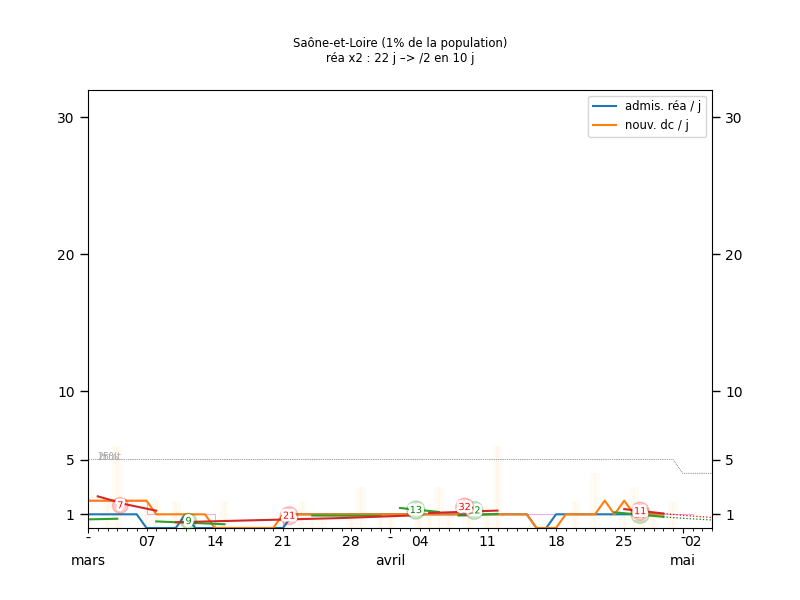 Saône-et-Loire (1% de la population)
réa x2 : 22 j –> /2 en 10 j
admis. réa / j
nouv. dc / j
30 30
20 20
10 10
5 5
1 1
7 9 21 13 32 11
- 07 14 21 28 - 04 11 18 25 02
mars avril mai